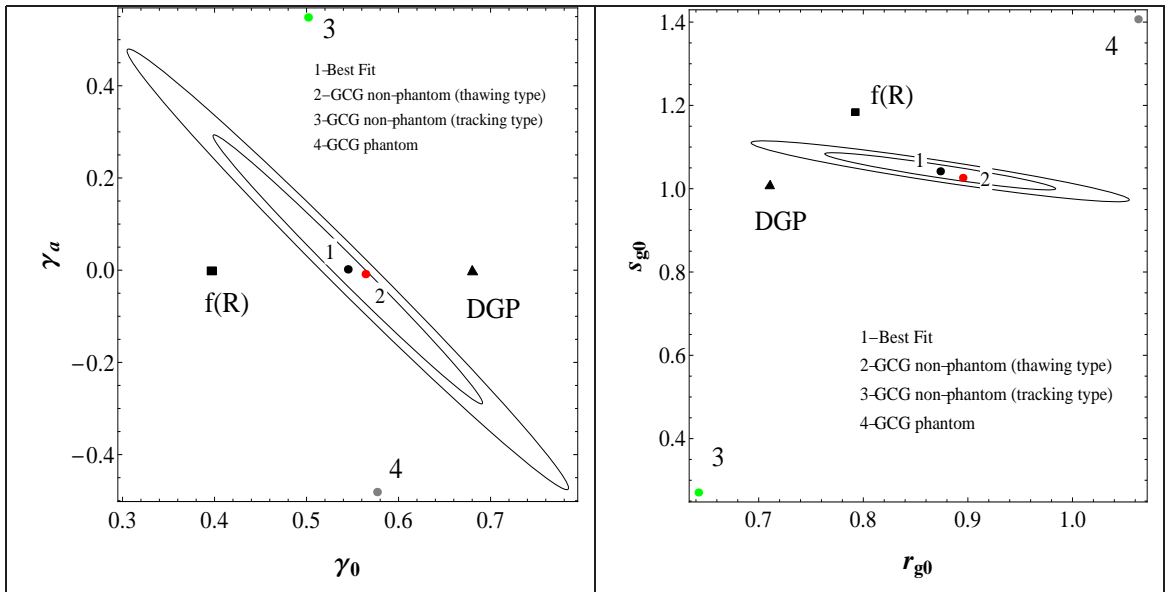 3
1–Best Fit
2–GCG non–phantom (thawing type)
3–GCG non–phantom (tracking type)
4–GCG phantom
1
2
f(R)
DGP
4
0.4
0.2
0.0
−0.2
−0.4
γa
0.3 0.4 0.5 0.6 0.7
γ0
4
f(R)
1
2
DGP
1–Best Fit
2–GCG non–phantom (thawing type)
3–GCG non–phantom (tracking type)
4–GCG phantom
3
1.4
1.2
1.0
0.8
0.6
0.4
sg0
0.7 0.8 0.9 1.0
rg0